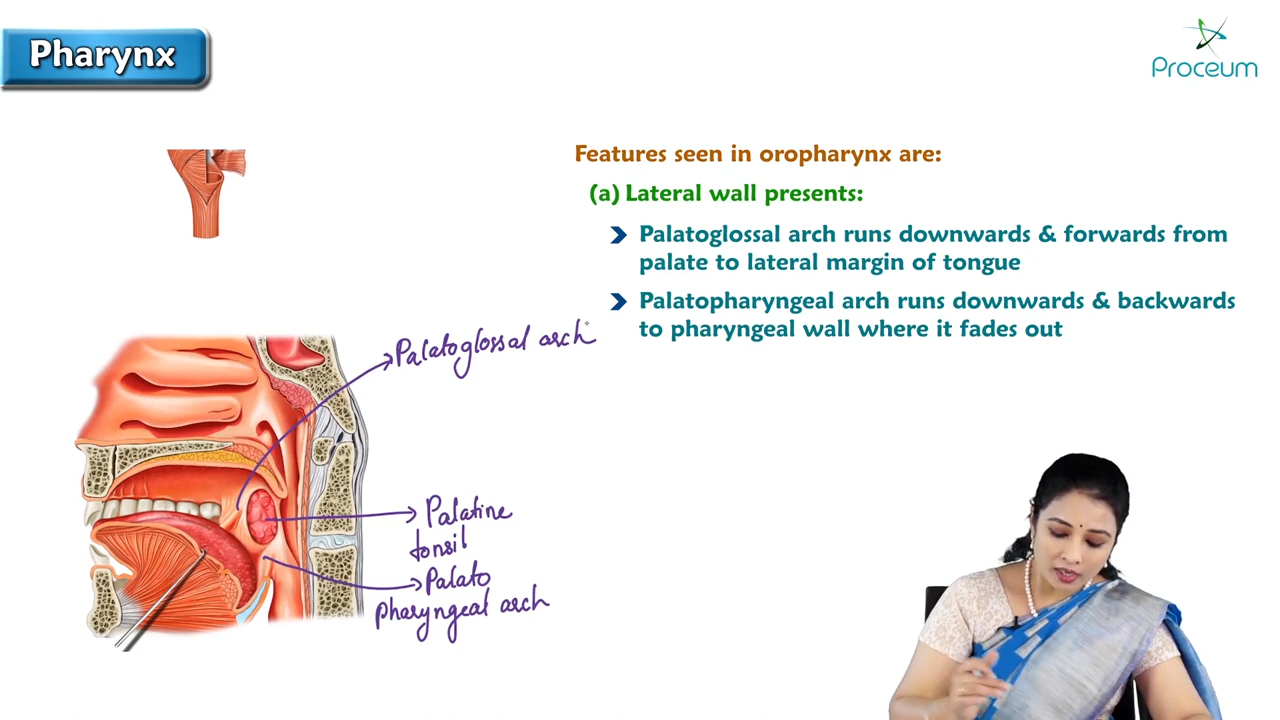 Pharynx
Proceum
Features seen in oropharynx are:
(a) Lateral wall presents:
Palatoglossal arch runs downwards & forwards from
palate to lateral margin of tongue
Palatopharyngeal arch runs downwards & backwards
to pharyngeal wall where it fades out
Palatoglossal arch
Palatine
tonsil
Palato
pharyngeal arch